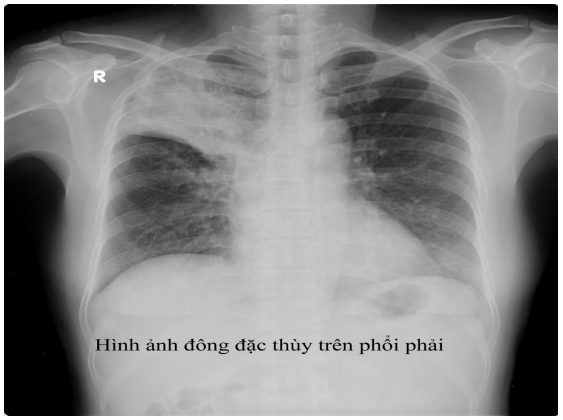 R
Hình ảnh đông đặc thùy trên phổi phải